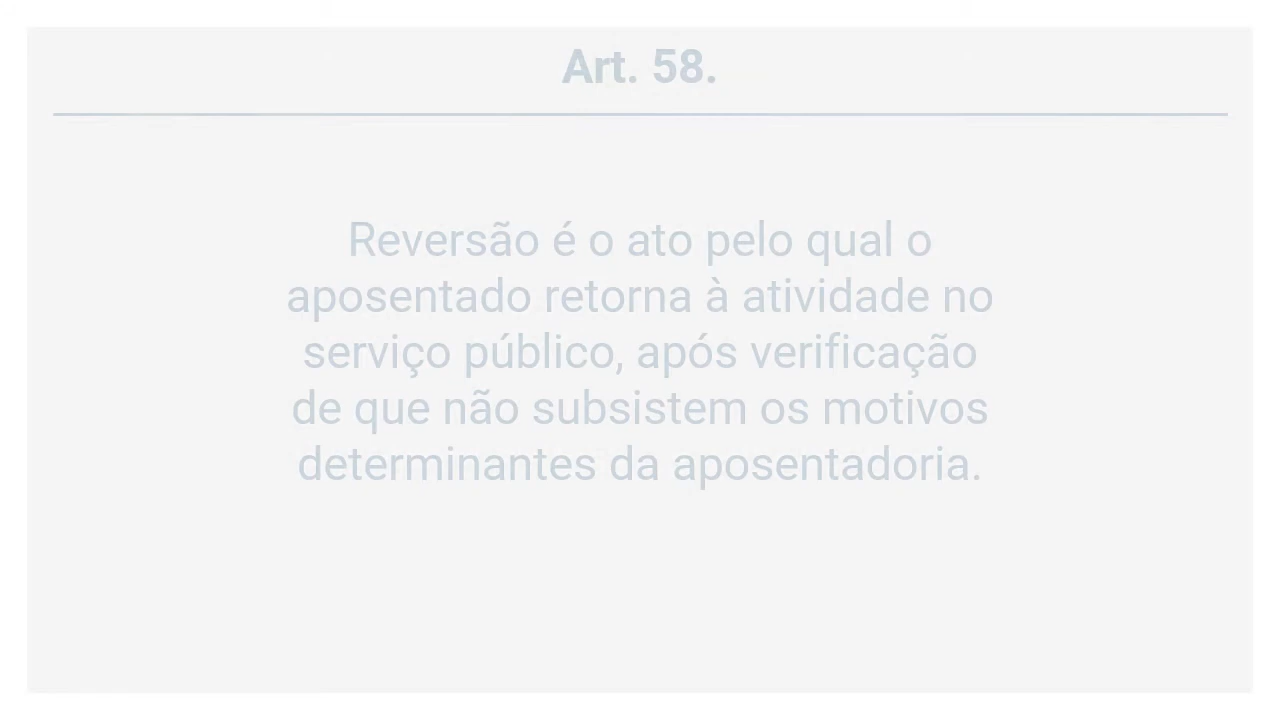 Art. 58.
Reversão é o ato pelo qual o
aposentado retorna à atividade no
serviço público, após verificação
de que não subsistem os motivos
determinantes da aposentadoria.